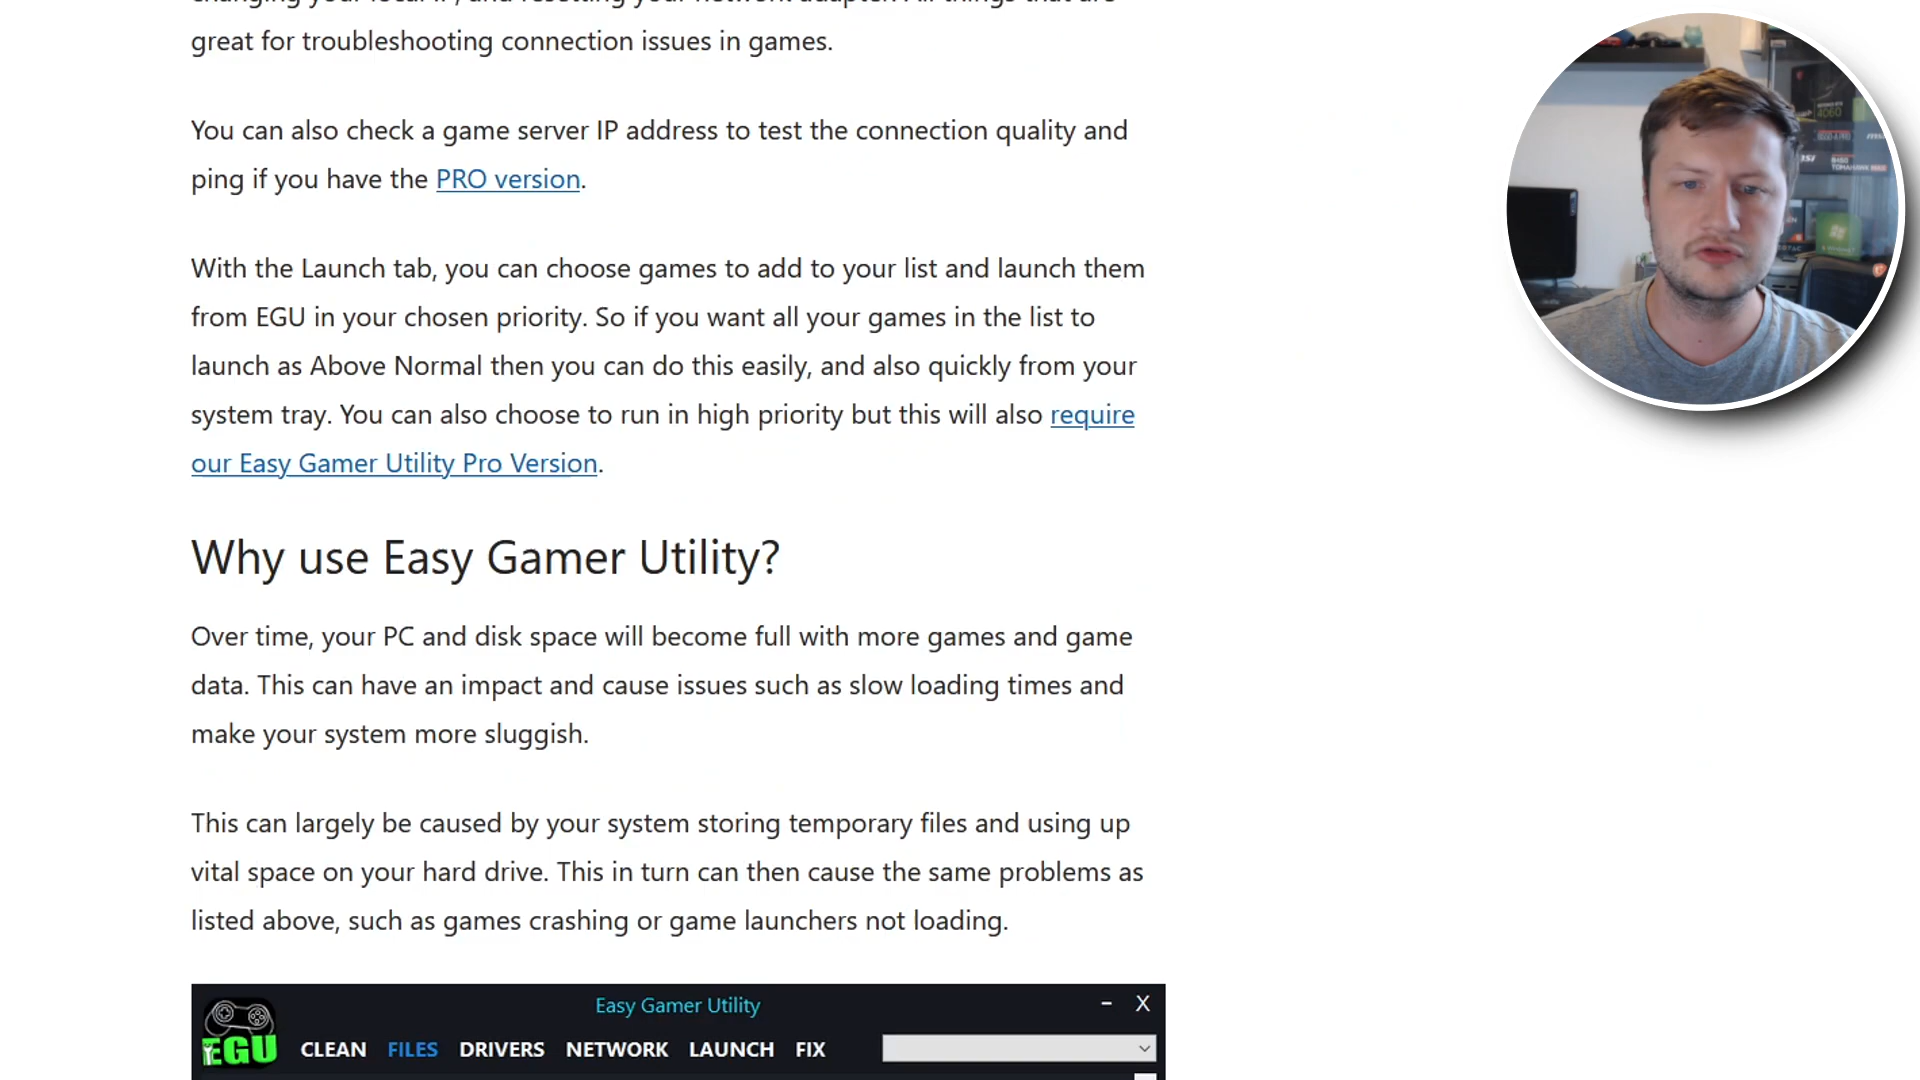 great for troubleshooting connection issues in games.
You can also check a game server IP address to test the connection quality and
ping if you have the PRO version.
With the Launch tab, you can choose games to add to your list and launch them
from EGU in your chosen priority. So if you want all your games in the list to
launch as Above Normal then you can do this easily, and also quickly from your
system tray. You can also choose to run in high priority but this will also require
our Easy Gamer Utility Pro Version.
Why use Easy Gamer Utility?
Over time, your PC and disk space will become full with more games and game
data. This can have an impact and cause issues such as slow loading times and
make your system more sluggish.
This can largely be caused by your system storing temporary files and using up
vital space on your hard drive. This in turn can then cause the same problems as
listed above, such as games crashing or game launchers not loading.
Easy Gamer Utility
EGU
CLEAN FILES DRIVERS NETWORK LAUNCH FIX
4060
TOMAHAWK